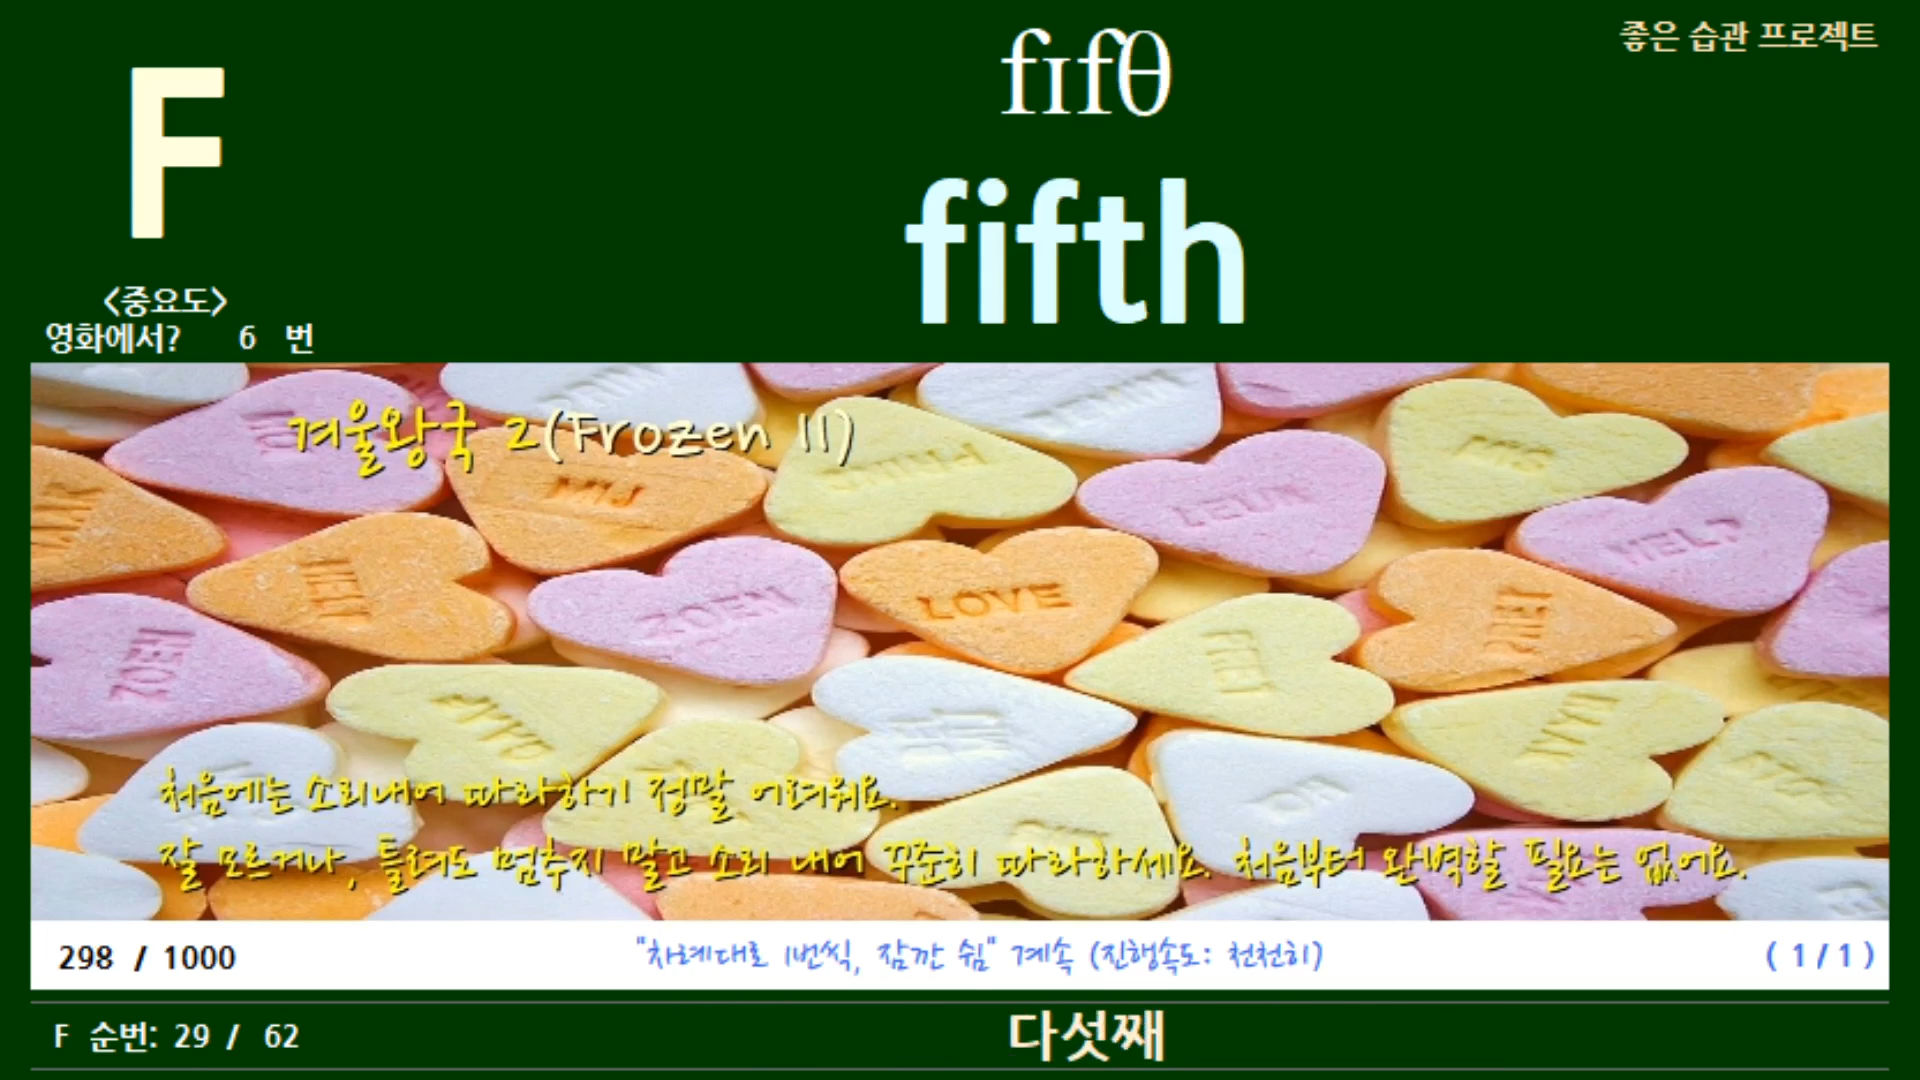 좋은 습관 프로젝트
F
fɪfθ
fifth
<중요도>
영화에서? 6 번
겨울왕국 2(Frozen II)
MIJ
LEUK
HELP
ZOEN
LOVE
처음에는 소리내어 따라하기 정말 어려워요.
잘 모르거나, 틀려도 멈추지 말고 소리 내어 꾸준히 따라하세요. 처음부터 완벽할 필요는 없어요.
298 / 1000
"차례대로 1번씩, 잠깐 쉼" 계속 (진행속도: 천천히)
( 1 / 1 )
F 순번: 29 / 62
다섯째